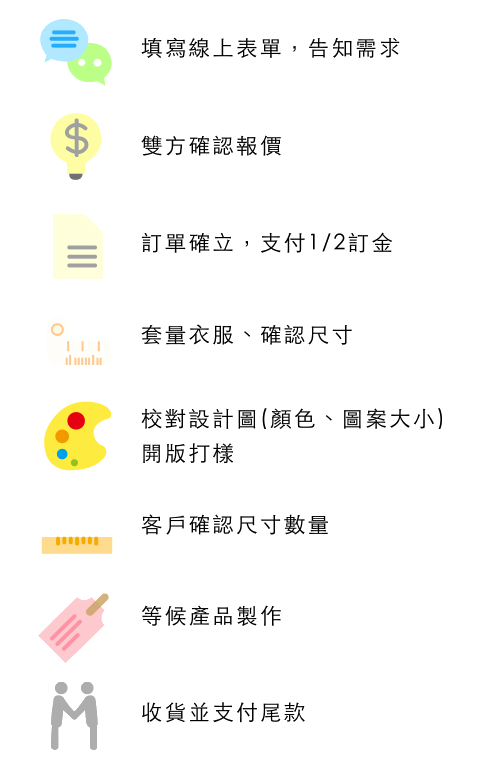 填寫線上表單，告知需求
$
雙方確認報價
訂單確立，支付1/2訂金
套量衣服、確認尺寸
校對設計圖(顏色、圖案大小)
開版打樣
客戶確認尺寸數量
等候產品製作
收貨並支付尾款